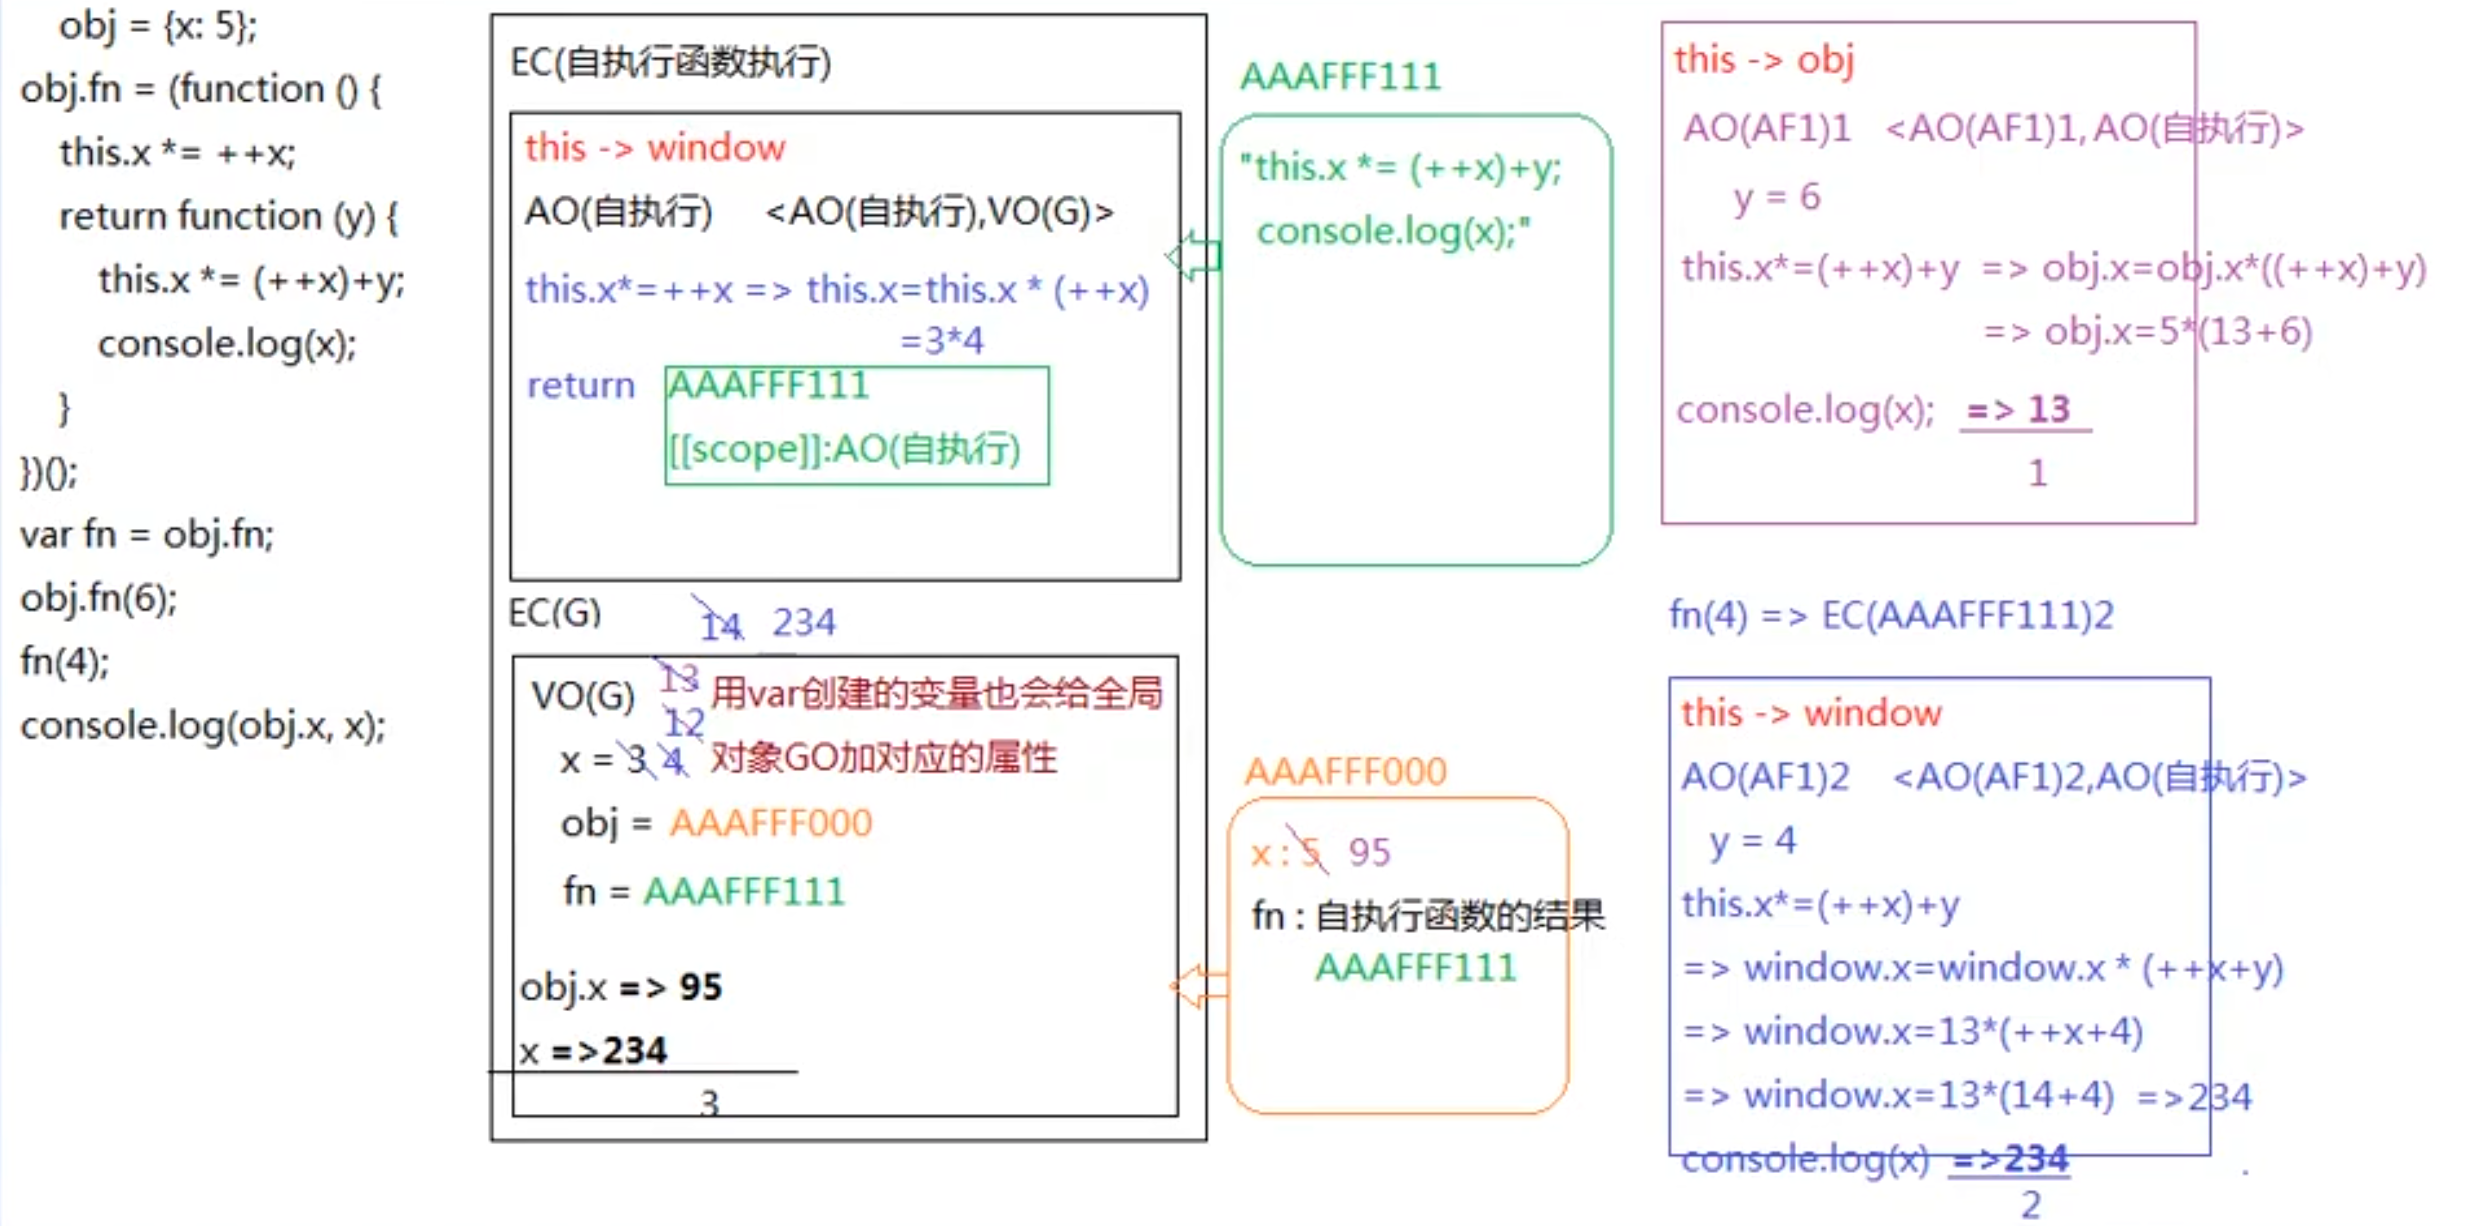 obj = {x: 5};
obj.fn = (function () {
this.x *= ++x;
return function (y) {
this.x *= (++x)+y;
console.log(x);
}
})();
var fn = obj.fn;
obj.fn(6);
fn(4);
console.log(obj.x, x);
EC(自执行函数执行)
this -> window
AO(自执行) <AO(自执行),VO(G)>
this.x*=++x => this.x=this.x * (++x)
=3*4
return AAAFFF111
[[scope]]:AO(自执行)
EC(G)
14 234
VO(G) 13 用var创建的变量也会给全局
12
x = 3 4 对象GO加对应的属性
obj = AAAFFF000
fn = AAAFFF111
obj.x => 95
x =>234
3
AAAFFF111
"this.x *= (++x)+y;
console.log(x);"
AAAFFF000
x : 5 95
fn : 自执行函数的结果
AAAFFF111
this -> obj
AO(AF1)1 <AO(AF1)1, AO(自执行)>
y = 6
this.x*=(++x)+y => obj.x=obj.x*((++x)+y)
=> obj.x=5*(13+6)
console.log(x); => 13
1
fn(4) => EC(AAAFFF111)2
this -> window
AO(AF1)2 <AO(AF1)2,AO(自执行)>
y = 4
this.x*=(++x)+y
=> window.x=window.x * (++x+y)
=> window.x=13*(++x+4)
=> window.x=13*(14+4) =>234
console.log(x) =>234
2